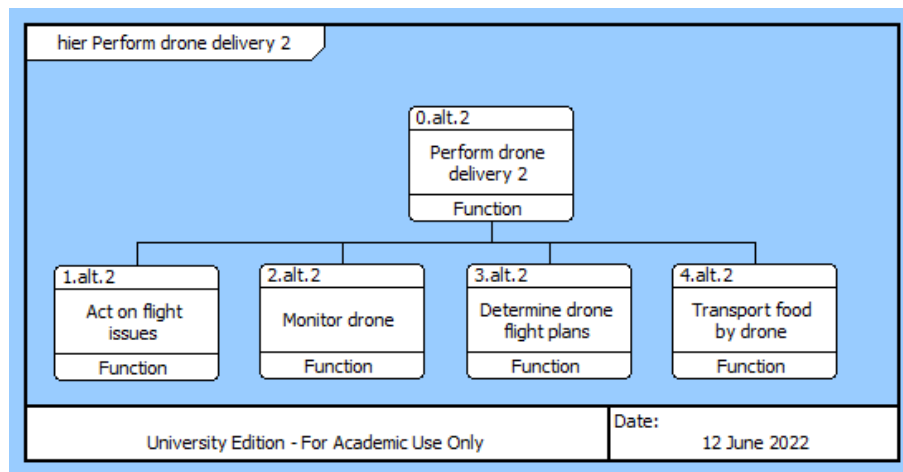 hier Perform drone delivery 2
0.alt.2
Perform drone
delivery 2
Function
1.alt.2
Act on flight
issues
Function
2.alt.2
Monitor drone
Function
3.alt.2
Determine drone
flight plans
Function
4.alt.2
Transport food
by drone
Function
University Edition - For Academic Use Only
Date:
12 June 2022